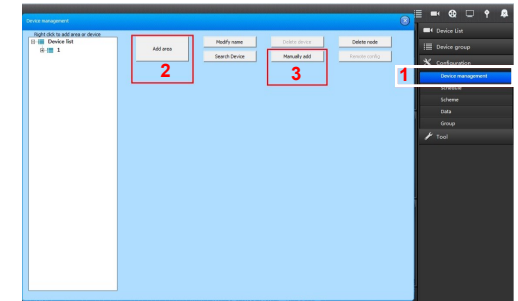 Device management
Right click to add area or device
Device list
1
Add area
Modify name
Delete device
Delete node
Search Device
Manually add
Remote config
2
3
1
Device List
Device group
Configuration
Device management
Schedule
Scheme
Data
Group
Tool